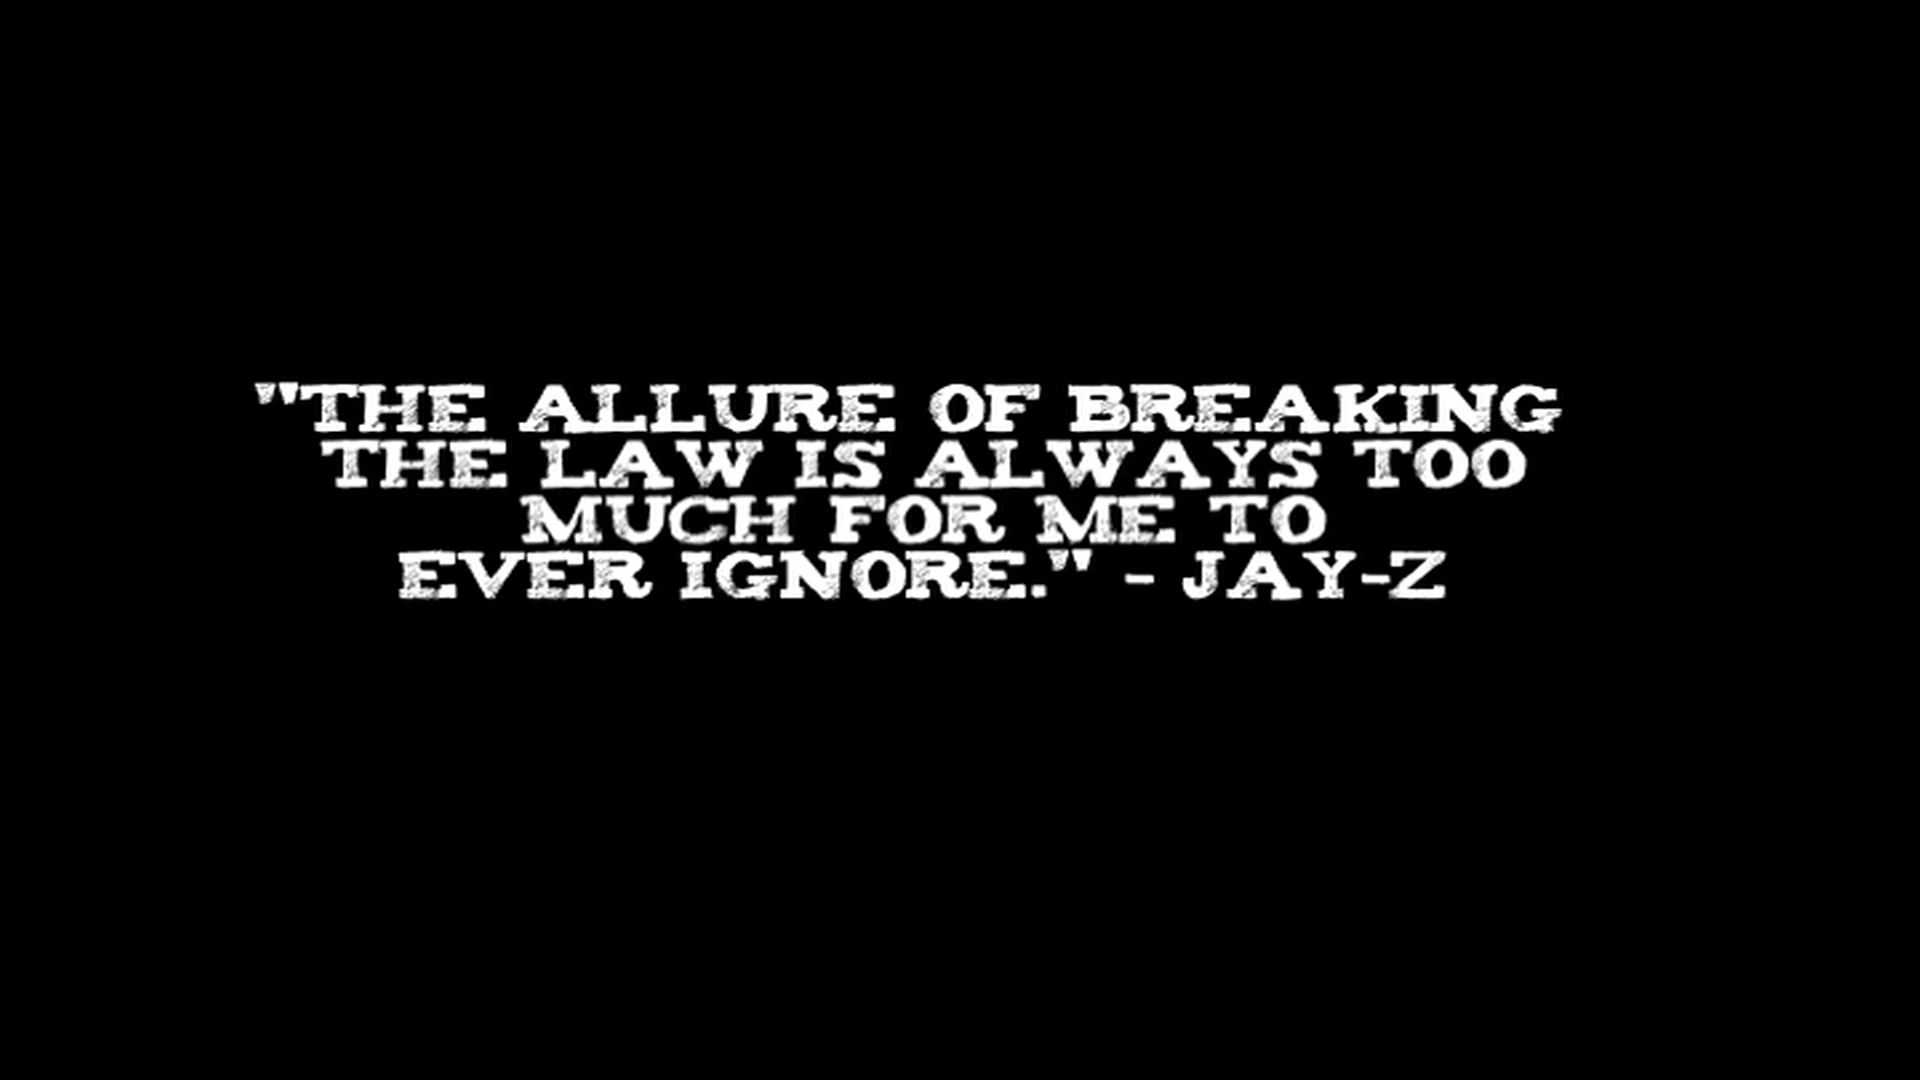 "THE ALLURE OF BREAKING
THE LAW IS ALWAYS TOO
MUCH FOR ME TO
EVER IGNORE." - JAY-Z